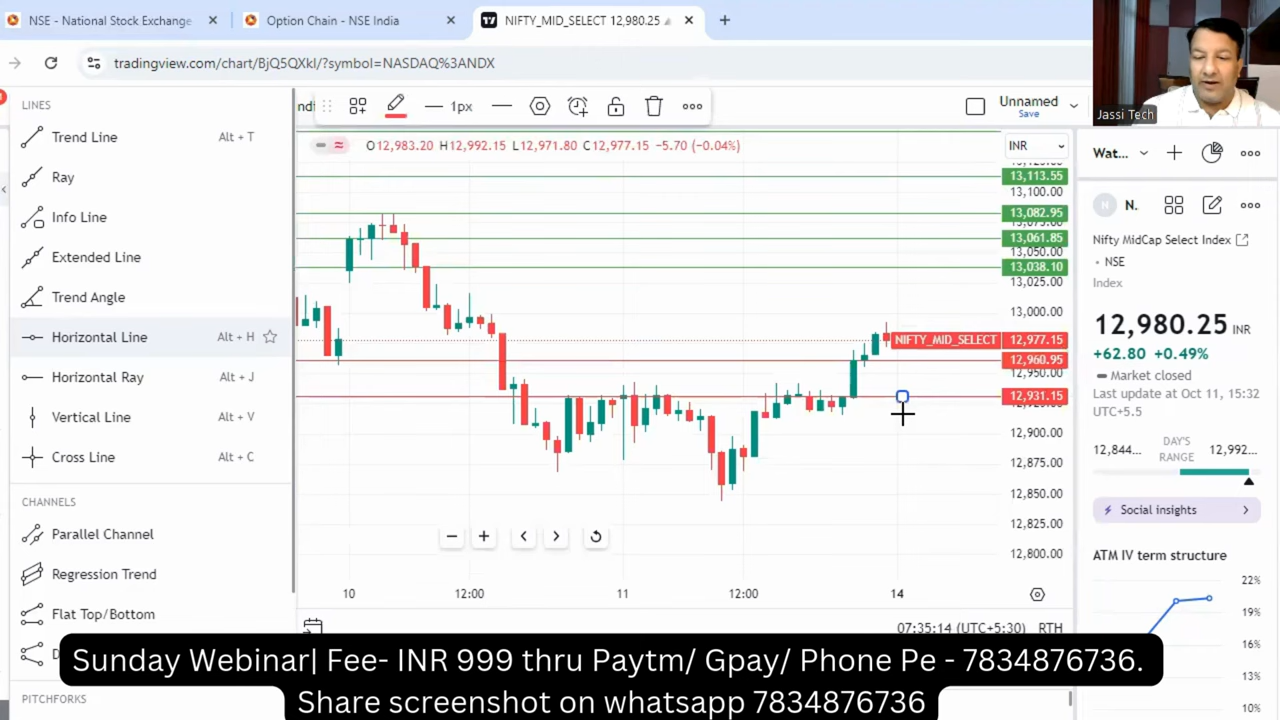 NSE - National Stock Exchange
Option Chain - NSE India
NIFTY_MID_SELECT 12,980.25
tradingview.com/chart/BjQ5QXkI/?symbol=NASDAQ%3ANDX
Jassi Tech
LINES
Trend Line Alt + T
Ray
Info Line
Extended Line
Trend Angle
Horizontal Line Alt + H
Horizontal Ray Alt + J
Vertical Line Alt + V
Cross Line Alt + C
CHANNELS
Parallel Channel
Regression Trend
Flat Top/Bottom
PITCHFORKS
1px
Unnamed
Save
O12,983.20 H12,992.15 L12,971.80 C12,977.15 -5.70 (-0.04%)
INR
13,113.55
13,100.00
13,082.95
13,061.85
13,050.00
13,038.10
13,025.00
13,000.00
NIFTY_MID_SELECT 12,977.15
12,960.95
12,950.00
12,931.15
12,900.00
12,875.00
12,850.00
12,825.00
12,800.00
10 12:00 11 12:00 14
07:35:14 (UTC+5:30) RTH
Wat...
N.
Nifty MidCap Select Index
• NSE
Index
12,980.25 INR
+62.80 +0.49%
Market closed
Last update at Oct 11, 15:32
UTC+5.5
12,844... DAY'S RANGE 12,992...
Social insights
ATM IV term structure
22%
19%
16%
14%
12%
10%
Sunday Webinar| Fee- INR 999 thru Paytm/ Gpay/ Phone Pe - 7834876736.
Share screenshot on whatsapp 7834876736